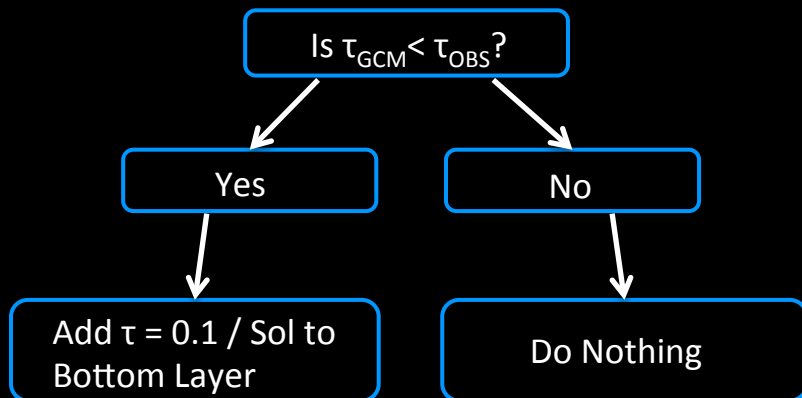 Is τGCM< τOBS?
Yes
No
Add τ = 0.1 / Sol to
Bottom Layer
Do Nothing